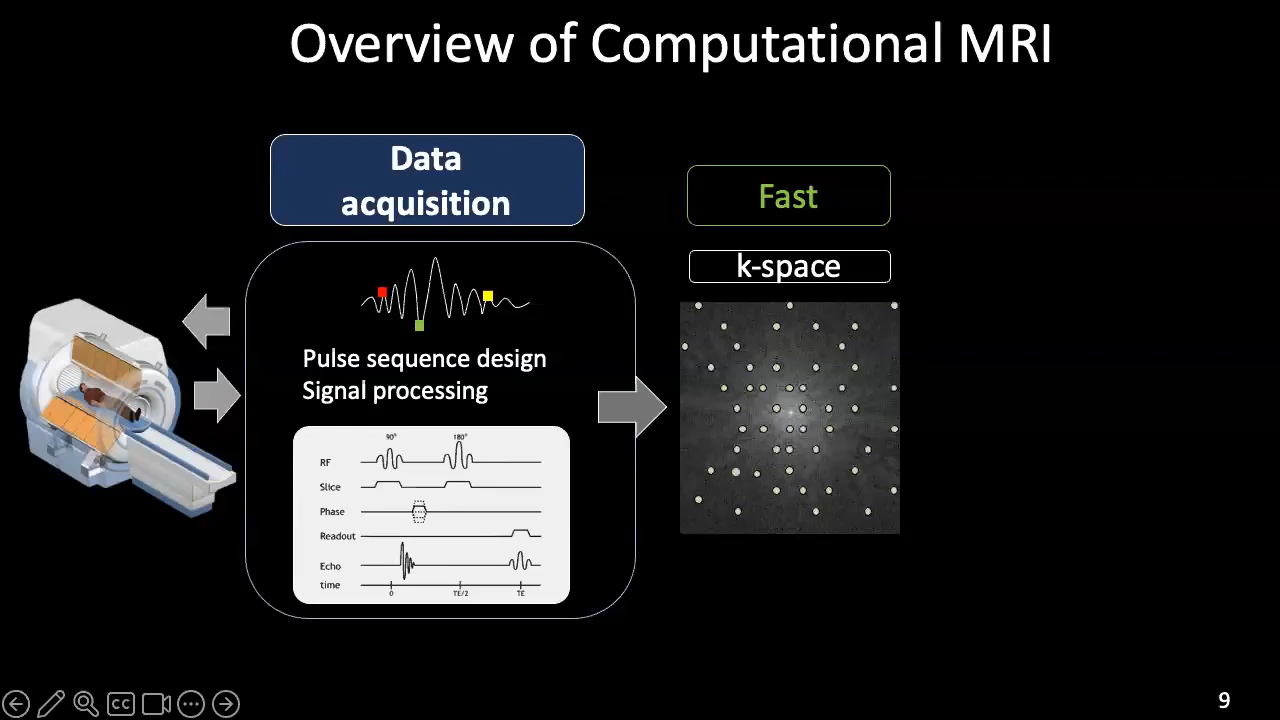 Overview of Computational MRI
Data
acquisition
Fast
k-space
Pulse sequence design
Signal processing
90° 180°
RF
Slice
Phase
Readout
Echo
time
0 TE/2 TE
CC
9